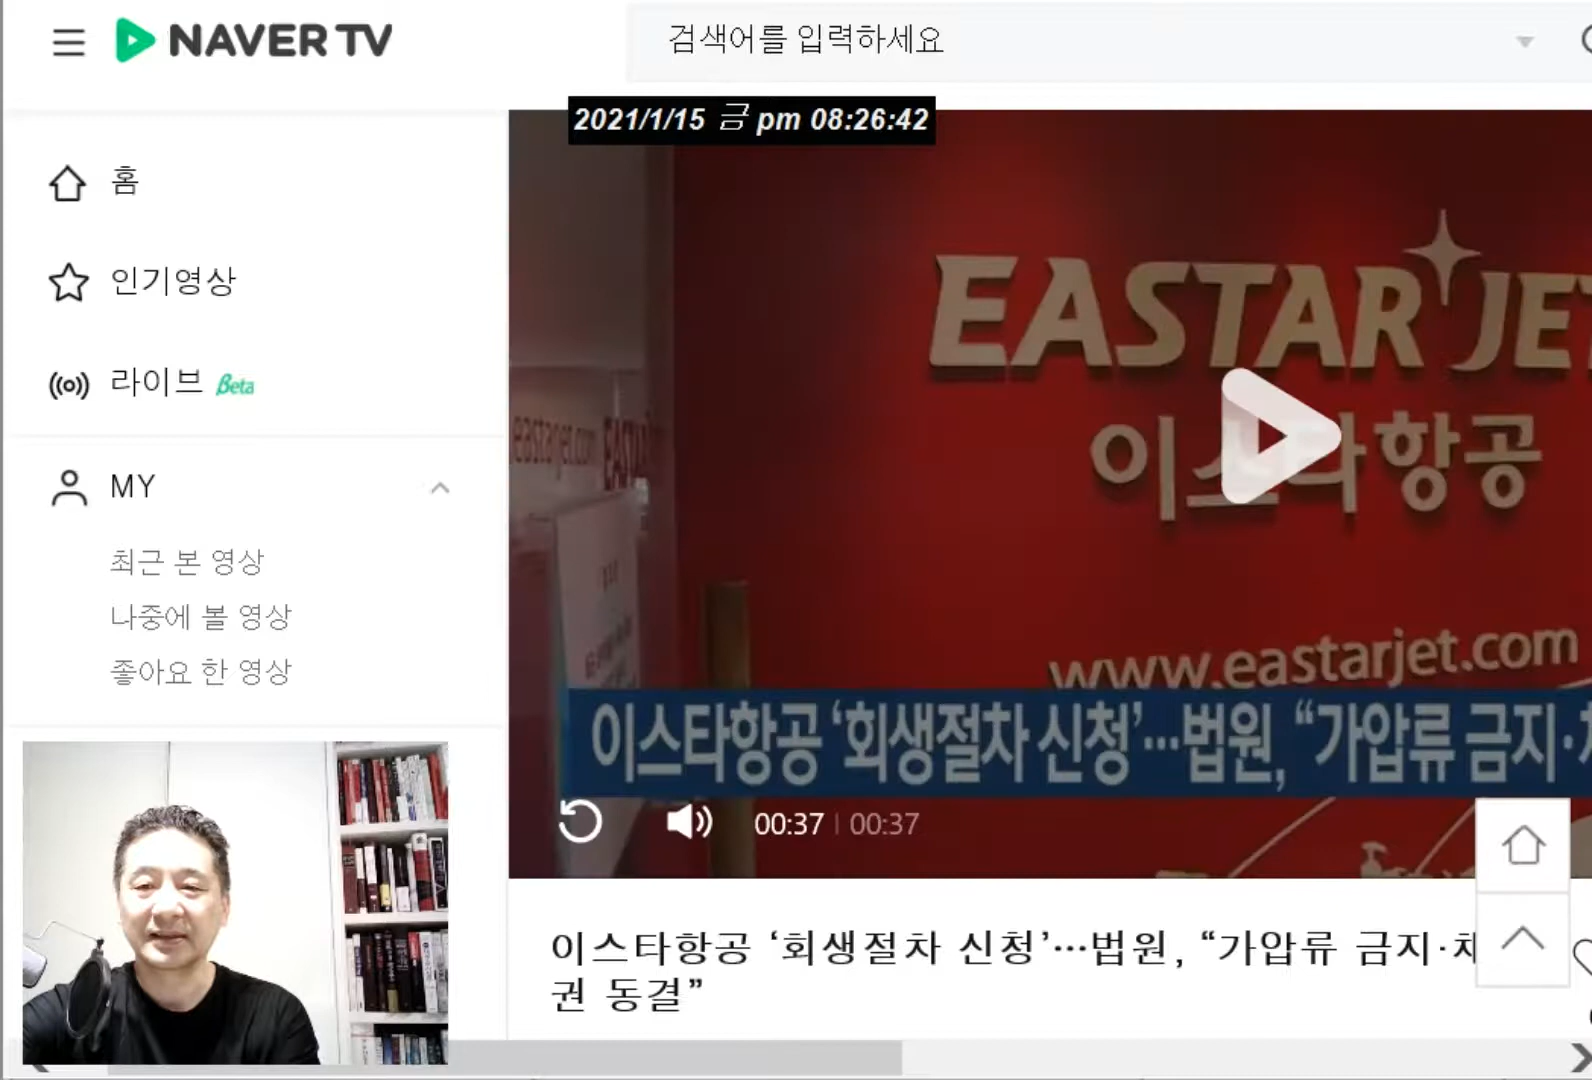 NAVER TV
검색어를 입력하세요
2021/1/15 금 pm 08:26:42
홈
인기영상
라이브 Beta
MY
최근 본 영상
나중에 볼 영상
좋아요 한 영상
EASTAR JET
이스타항공
eastarjet.com EASTAR
www.eastarjet.com
이스타항공 ‘회생절차 신청’…법원, “가압류 금지·채
00:37 | 00:37
이스타항공 ‘회생절차 신청’…법원, “가압류 금지·채
권 동결”